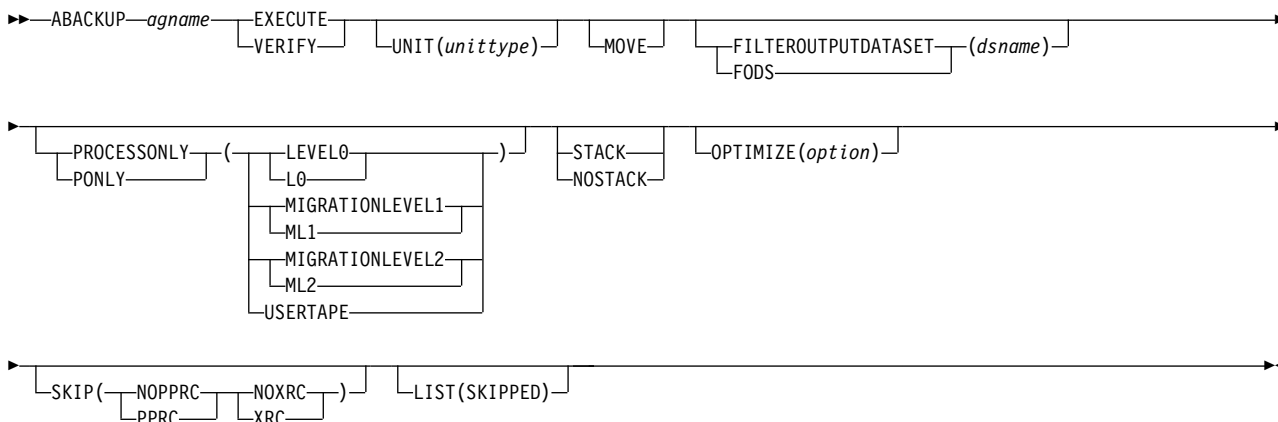 ABACKUP agname EXECUTE
VERIFY
UNIT(unittype)
MOVE
FILTEROUTPUTDATASET (dsname)
FODS
PROCESSONLY ( LEVEL0 )
PONLY
L0
MIGRATIONLEVEL1
ML1
MIGRATIONLEVEL2
ML2
USERTAPE
STACK
NOSTACK
OPTIMIZE(option)
SKIP( NOPPRC NOXRC )
PPRC XRC
LIST(SKIPPED)